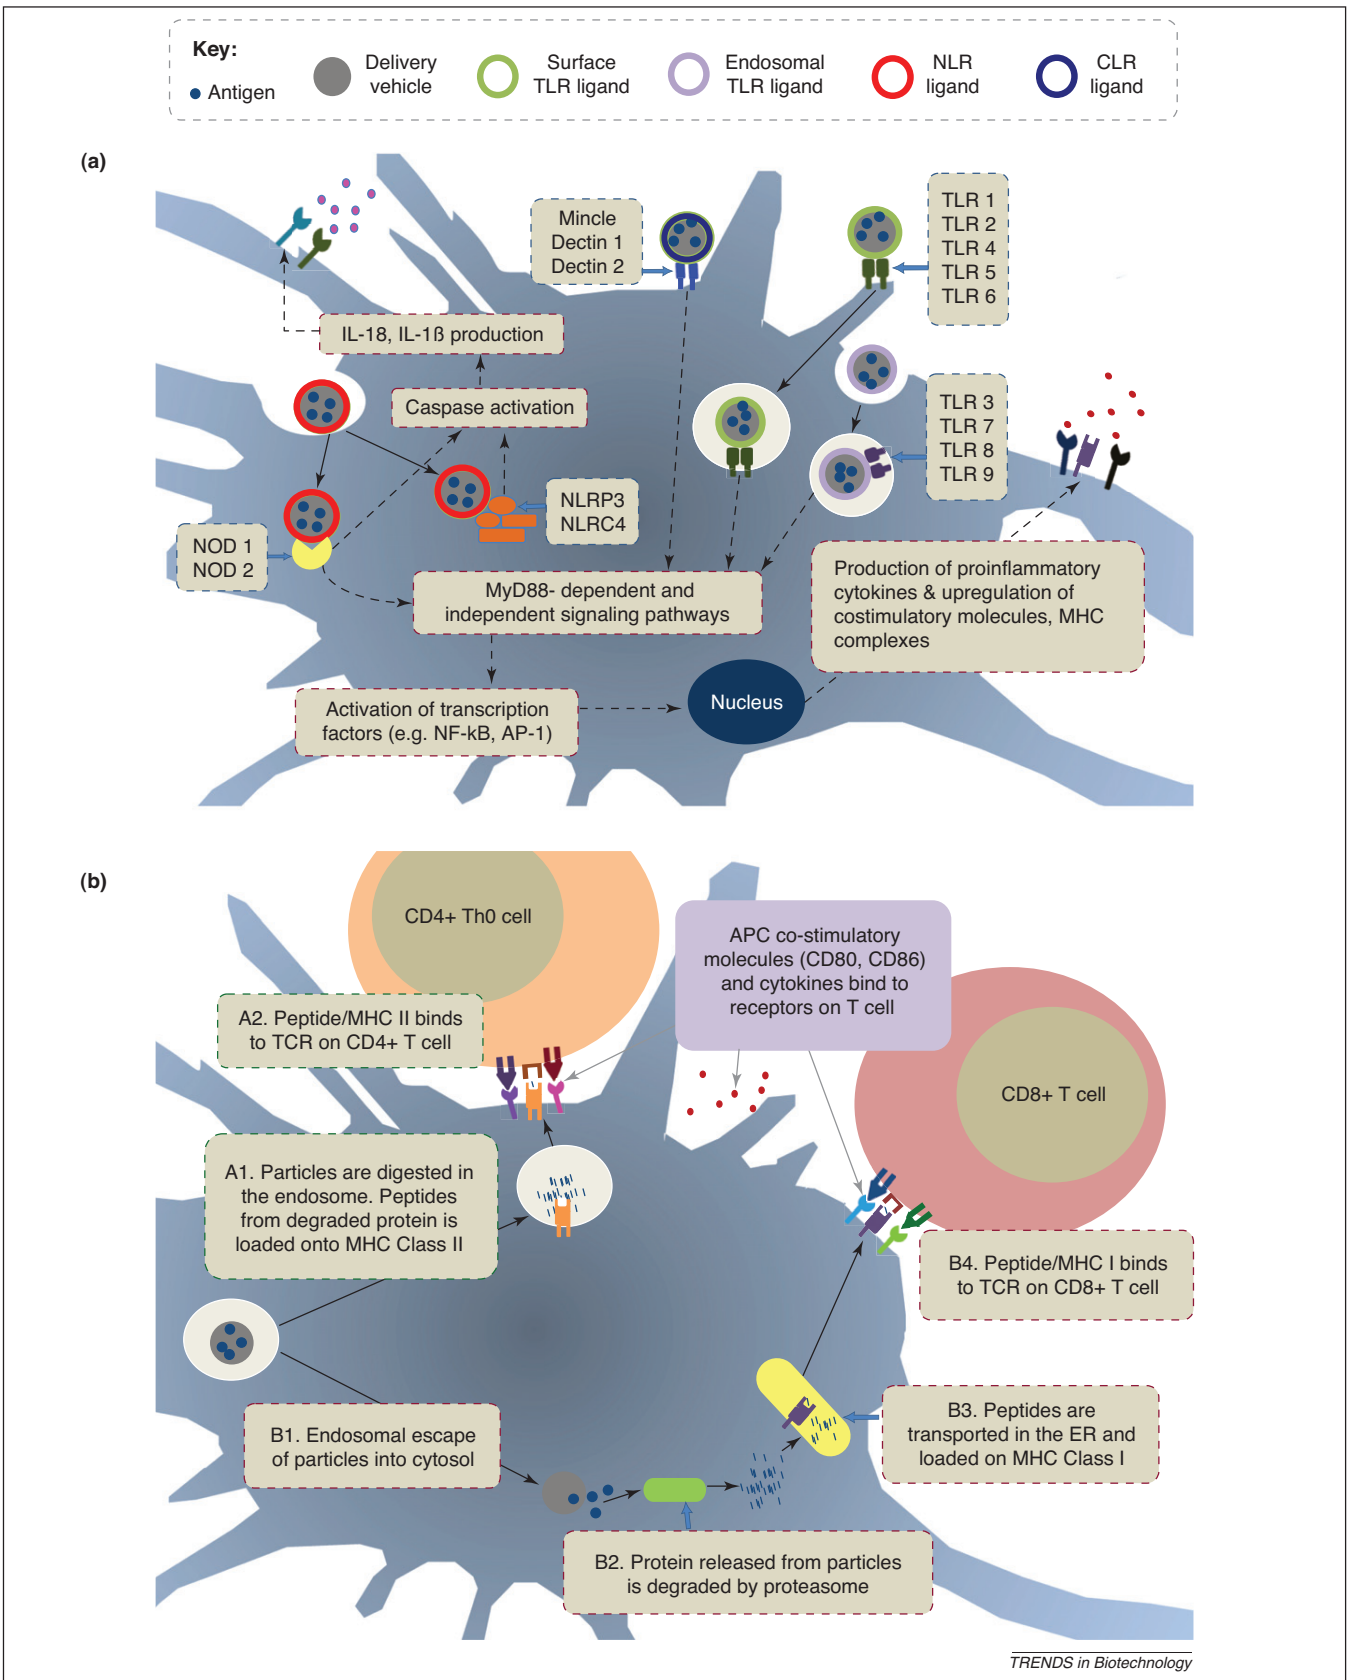 Key:
Antigen
Delivery
vehicle
Surface
TLR ligand
Endosomal
TLR ligand
NLR
ligand
CLR
ligand
(a)
Mincle
Dectin 1
Dectin 2
TLR 1
TLR 2
TLR 4
TLR 5
TLR 6
IL-18, IL-1ß production
Caspase activation
TLR 3
TLR 7
TLR 8
TLR 9
NLRP3
NLRC4
NOD 1
NOD 2
MyD88- dependent and
independent signaling pathways
Production of proinflammatory
cytokines & upregulation of
costimulatory molecules, MHC
complexes
Activation of transcription
factors (e.g. NF-kB, AP-1)
Nucleus
(b)
CD4+ Th0 cell
APC co-stimulatory
molecules (CD80, CD86)
and cytokines bind to
receptors on T cell
A2. Peptide/MHC II binds
to TCR on CD4+ T cell
CD8+ T cell
A1. Particles are digested in
the endosome. Peptides
from degraded protein is
loaded onto MHC Class II
B4. Peptide/MHC I binds
to TCR on CD8+ T cell
B1. Endosomal escape
of particles into cytosol
B3. Peptides are
transported in the ER and
loaded on MHC Class I
B2. Protein released from particles
is degraded by proteasome
TRENDS in Biotechnology